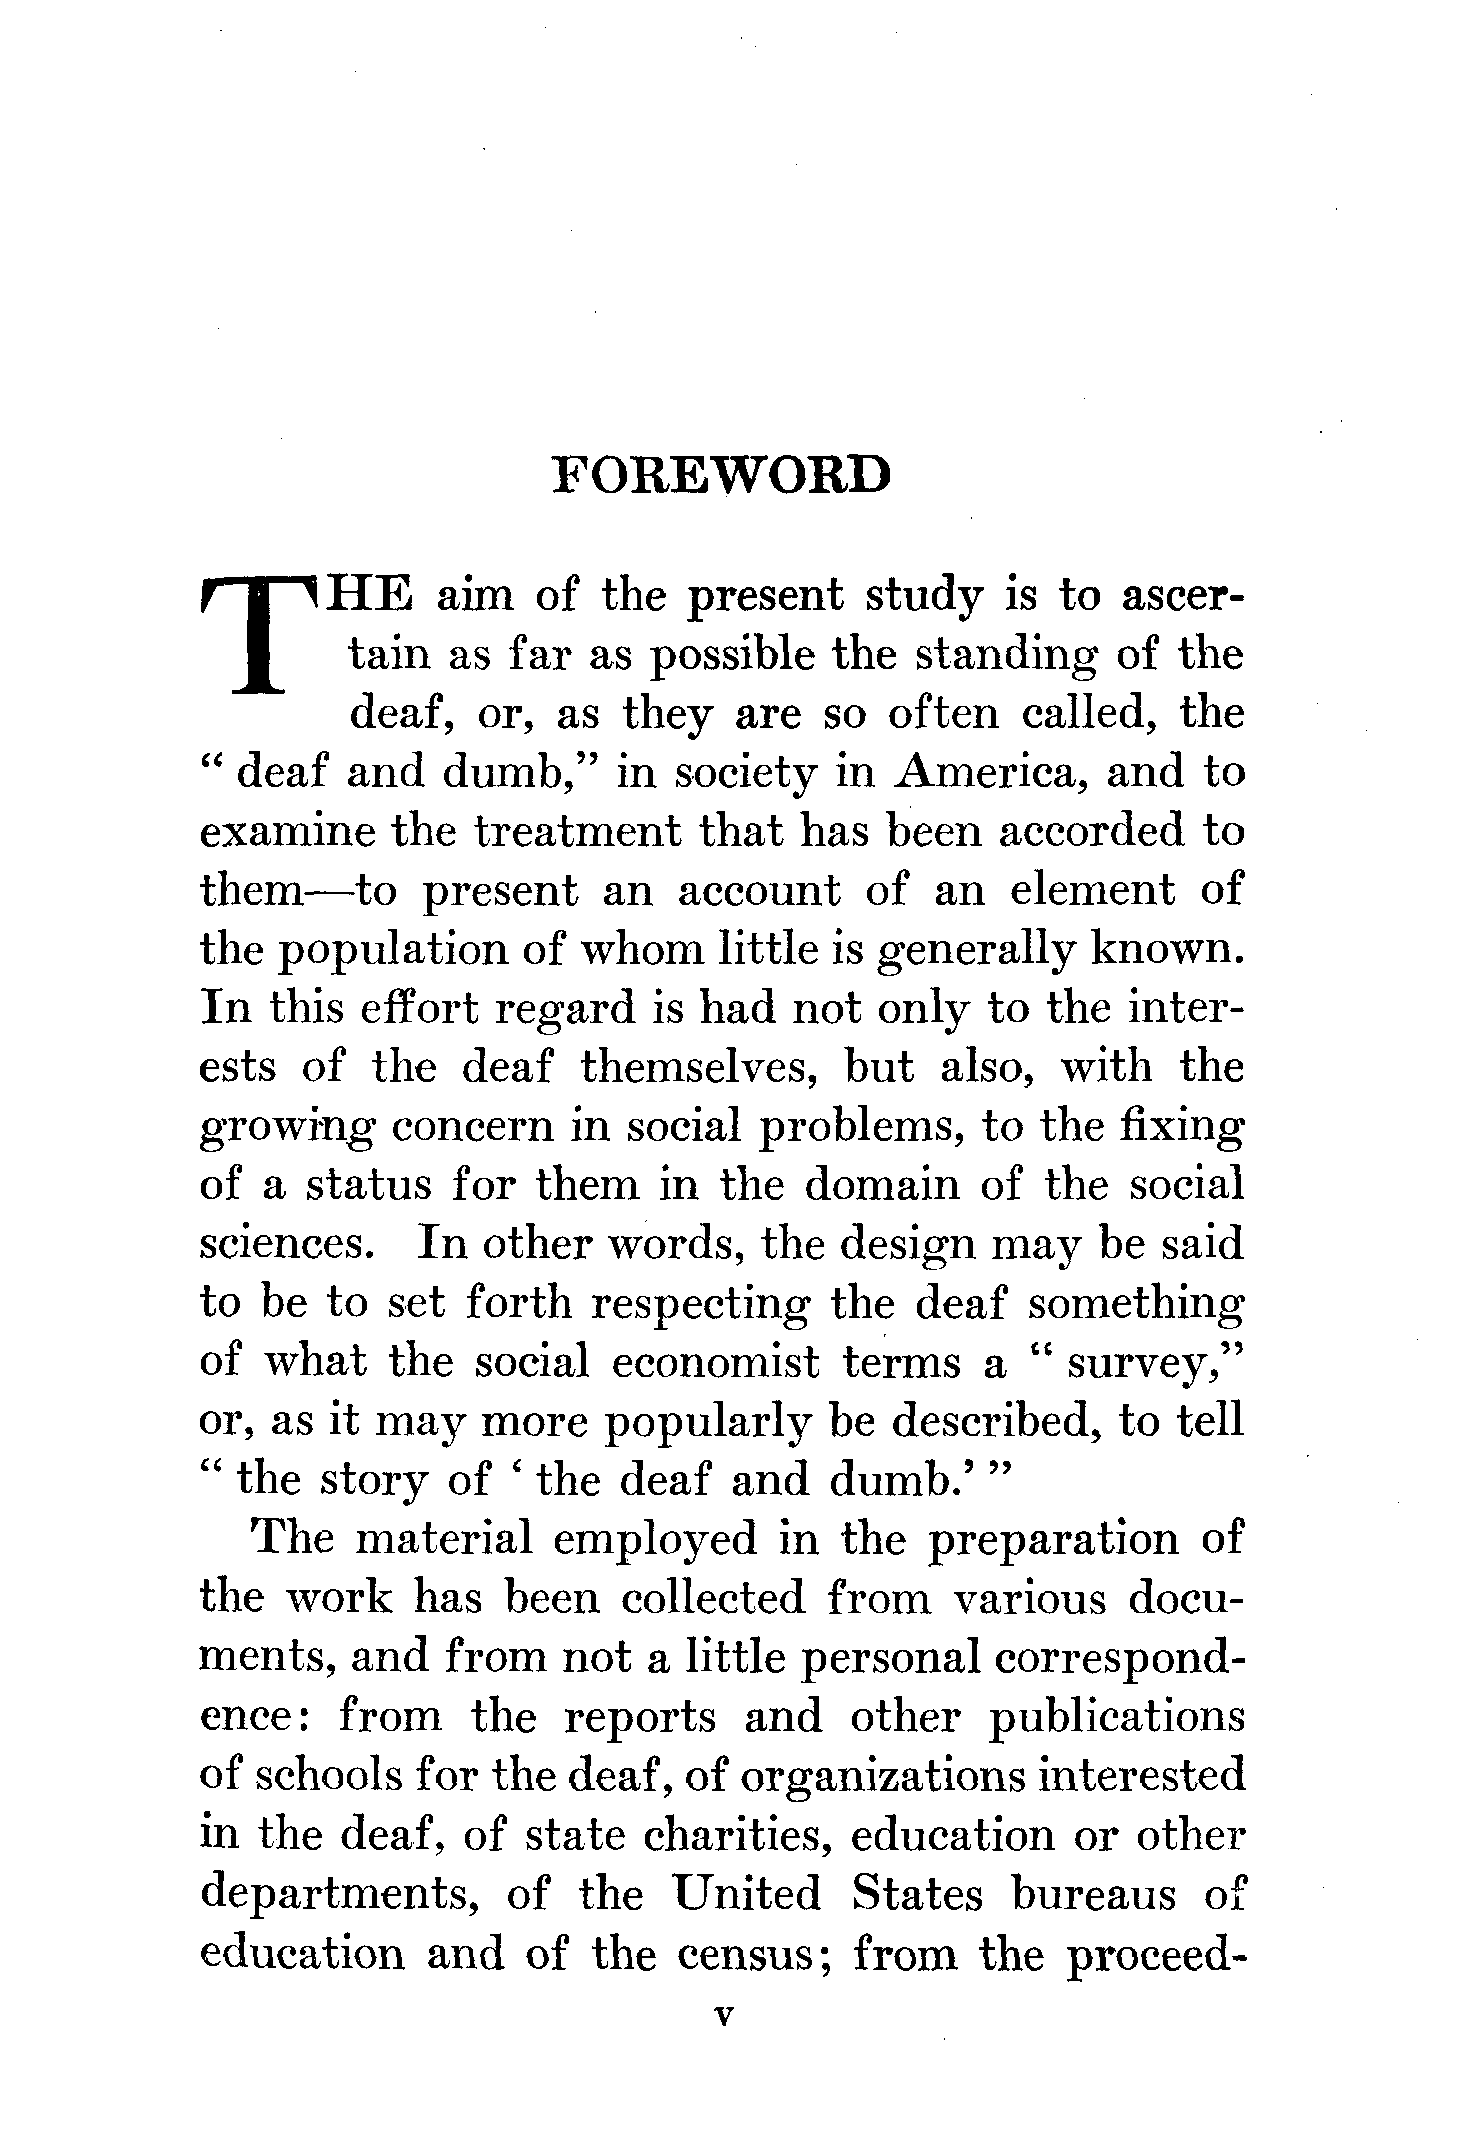 FOREWORD
THE aim of the present study is to ascer-
tain as far as possible the standing of the
deaf, or, as they are so often called, the
“ deaf and dumb,” in society in America, and to
examine the treatment that has been accorded to
them—to present an account of an element of
the population of whom little is generally known.
In this effort regard is had not only to the inter-
ests of the deaf themselves, but also, with the
growing concern in social problems, to the fixing
of a status for them in the domain of the social
sciences. In other words, the design may be said
to be to set forth respecting the deaf something
of what the social economist terms a “ survey,”
or, as it may more popularly be described, to tell
“ the story of ‘ the deaf and dumb.’ ”
The material employed in the preparation of
the work has been collected from various docu-
ments, and from not a little personal correspond-
ence: from the reports and other publications
of schools for the deaf, of organizations interested
in the deaf, of state charities, education or other
departments, of the United States bureaus of
education and of the census; from the proceed-
v